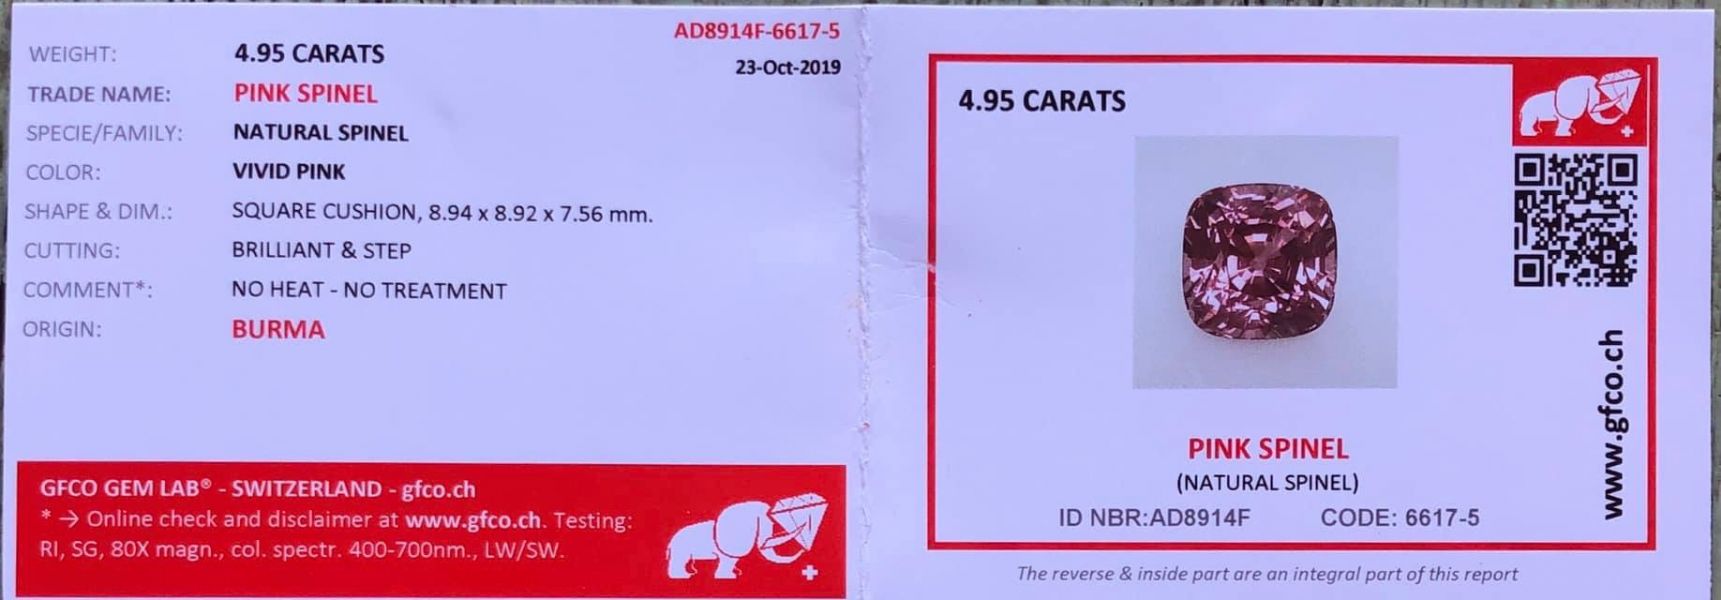 AD8914F-6617-5
WEIGHT: 4.95 CARATS
23-Oct-2019
TRADE NAME: PINK SPINEL
SPECIE/FAMILY: NATURAL SPINEL
COLOR: VIVID PINK
SHAPE & DIM.: SQUARE CUSHION, 8.94 x 8.92 x 7.56 mm.
CUTTING: BRILLIANT & STEP
COMMENT*: NO HEAT - NO TREATMENT
ORIGIN: BURMA
GFCO GEM LAB® - SWITZERLAND - gfco.ch
* → Online check and disclaimer at www.gfco.ch. Testing:
RI, SG, 80X magn., col. spectr. 400-700nm., LW/SW.
4.95 CARATS
www.gfco.ch
PINK SPINEL
(NATURAL SPINEL)
ID NBR:AD8914F CODE: 6617-5
The reverse & inside part are an integral part of this report